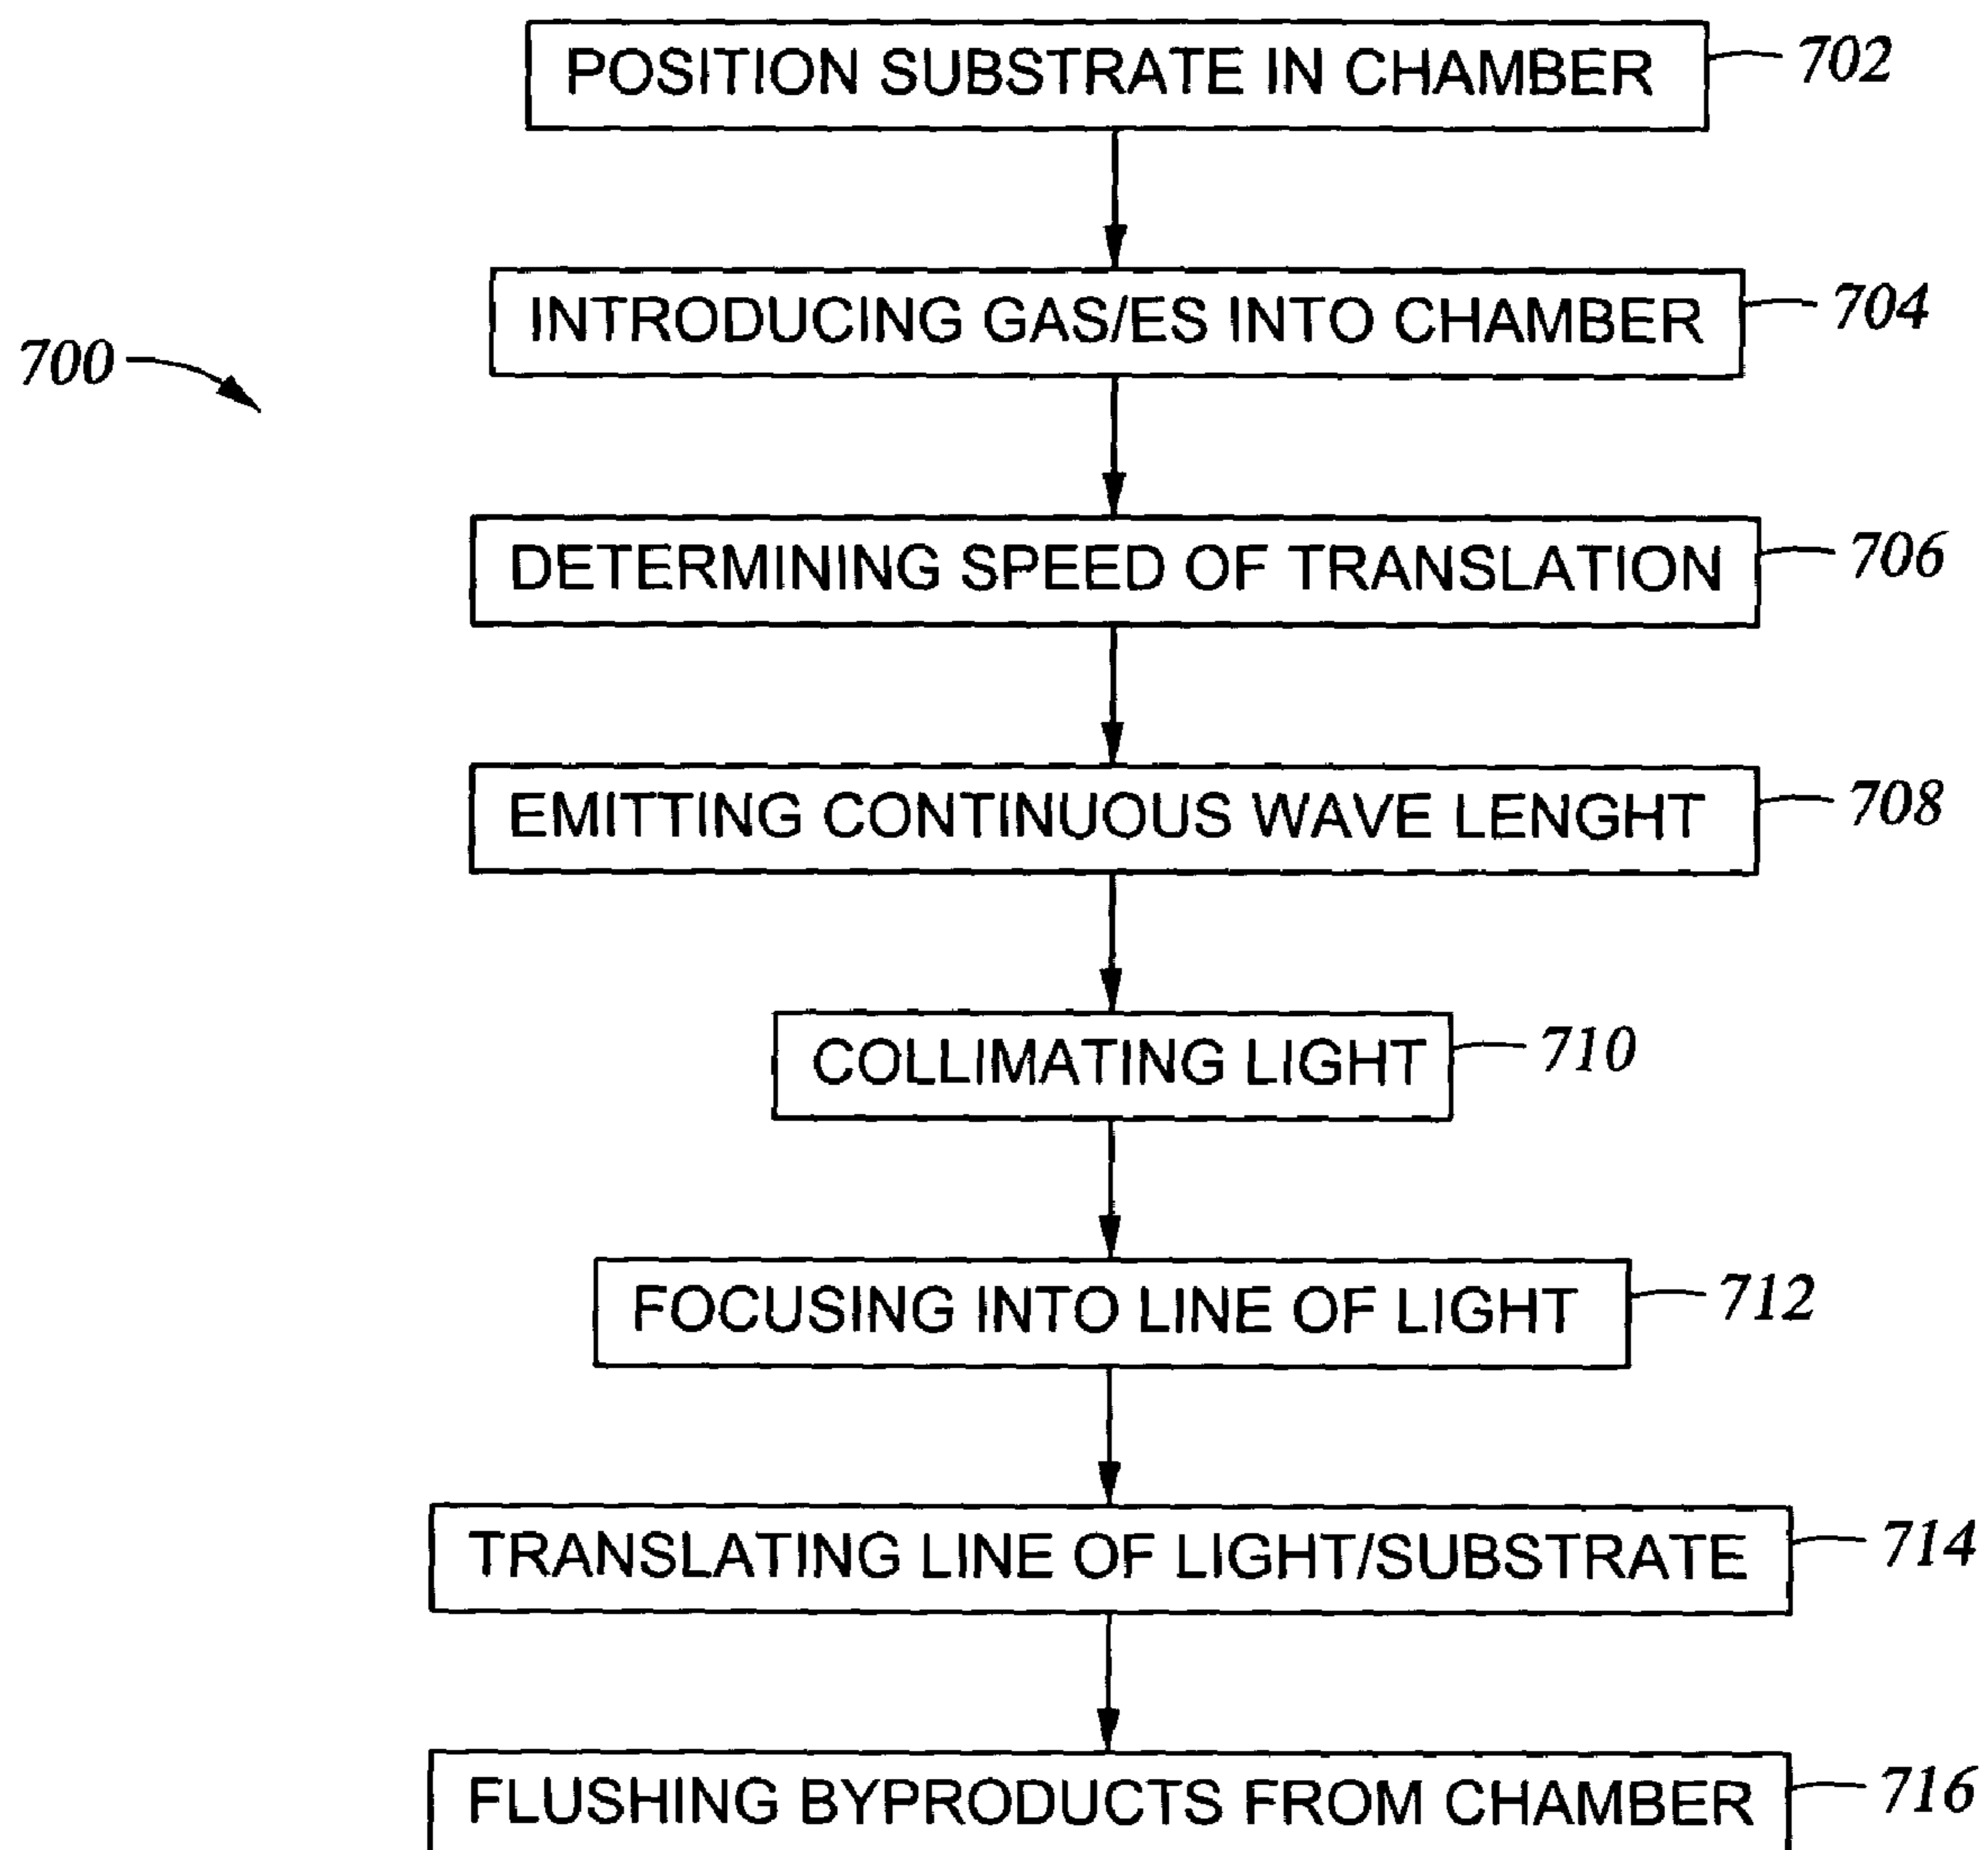 POSITION SUBSTRATE IN CHAMBER 702
INTRODUCING GAS/ES INTO CHAMBER 704
700
DETERMINING SPEED OF TRANSLATION 706
EMITTING CONTINUOUS WAVE LENGHT 708
COLLIMATING LIGHT 710
FOCUSING INTO LINE OF LIGHT 712
TRANSLATING LINE OF LIGHT/SUBSTRATE 714
FLUSHING BYPRODUCTS FROM CHAMBER 716